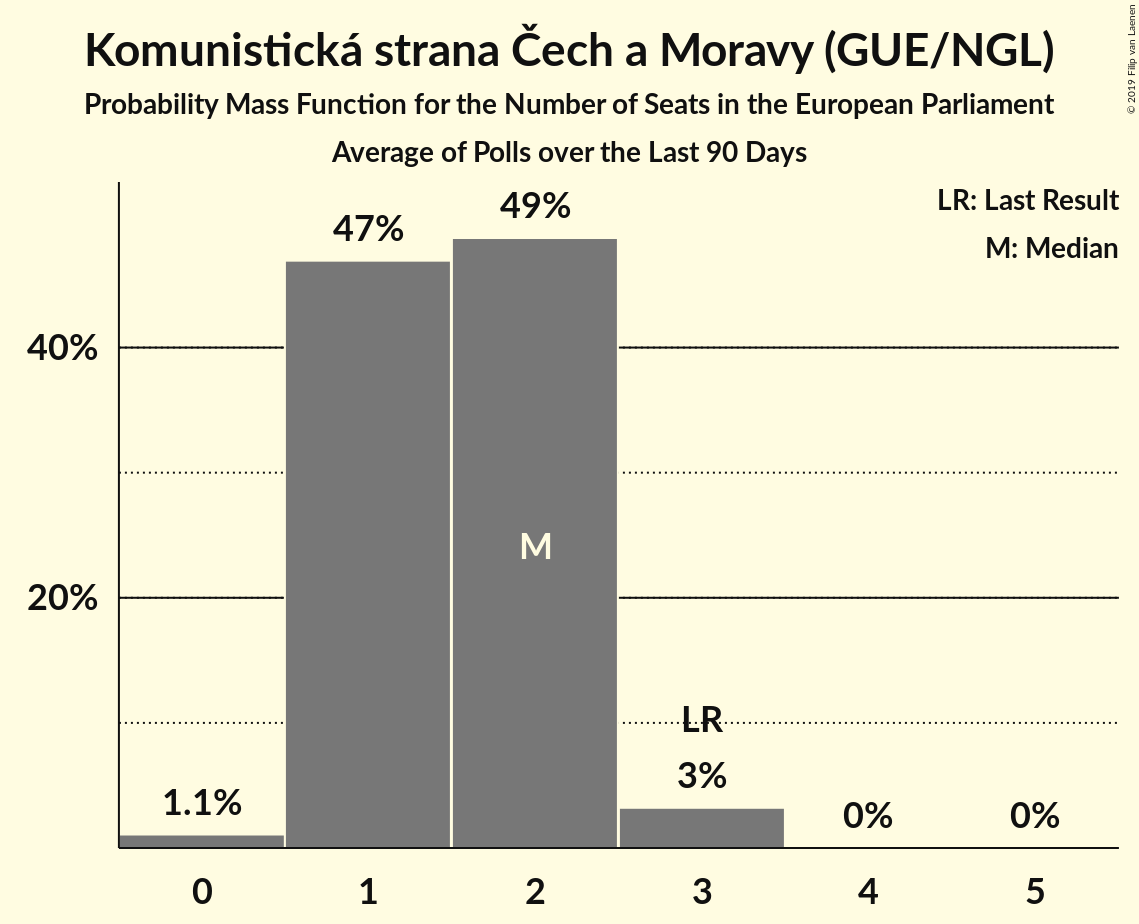 Komunistická strana Čech a Moravy (GUE/NGL)
Probability Mass Function for the Number of Seats in the European Parliament
Average of Polls over the Last 90 Days
© 2019 Filip van Laenen
LR: Last Result
M: Median
49%
47%
40%
M
20%
LR
3%
1.1%
0%
0%
0 1 2 3 4 5